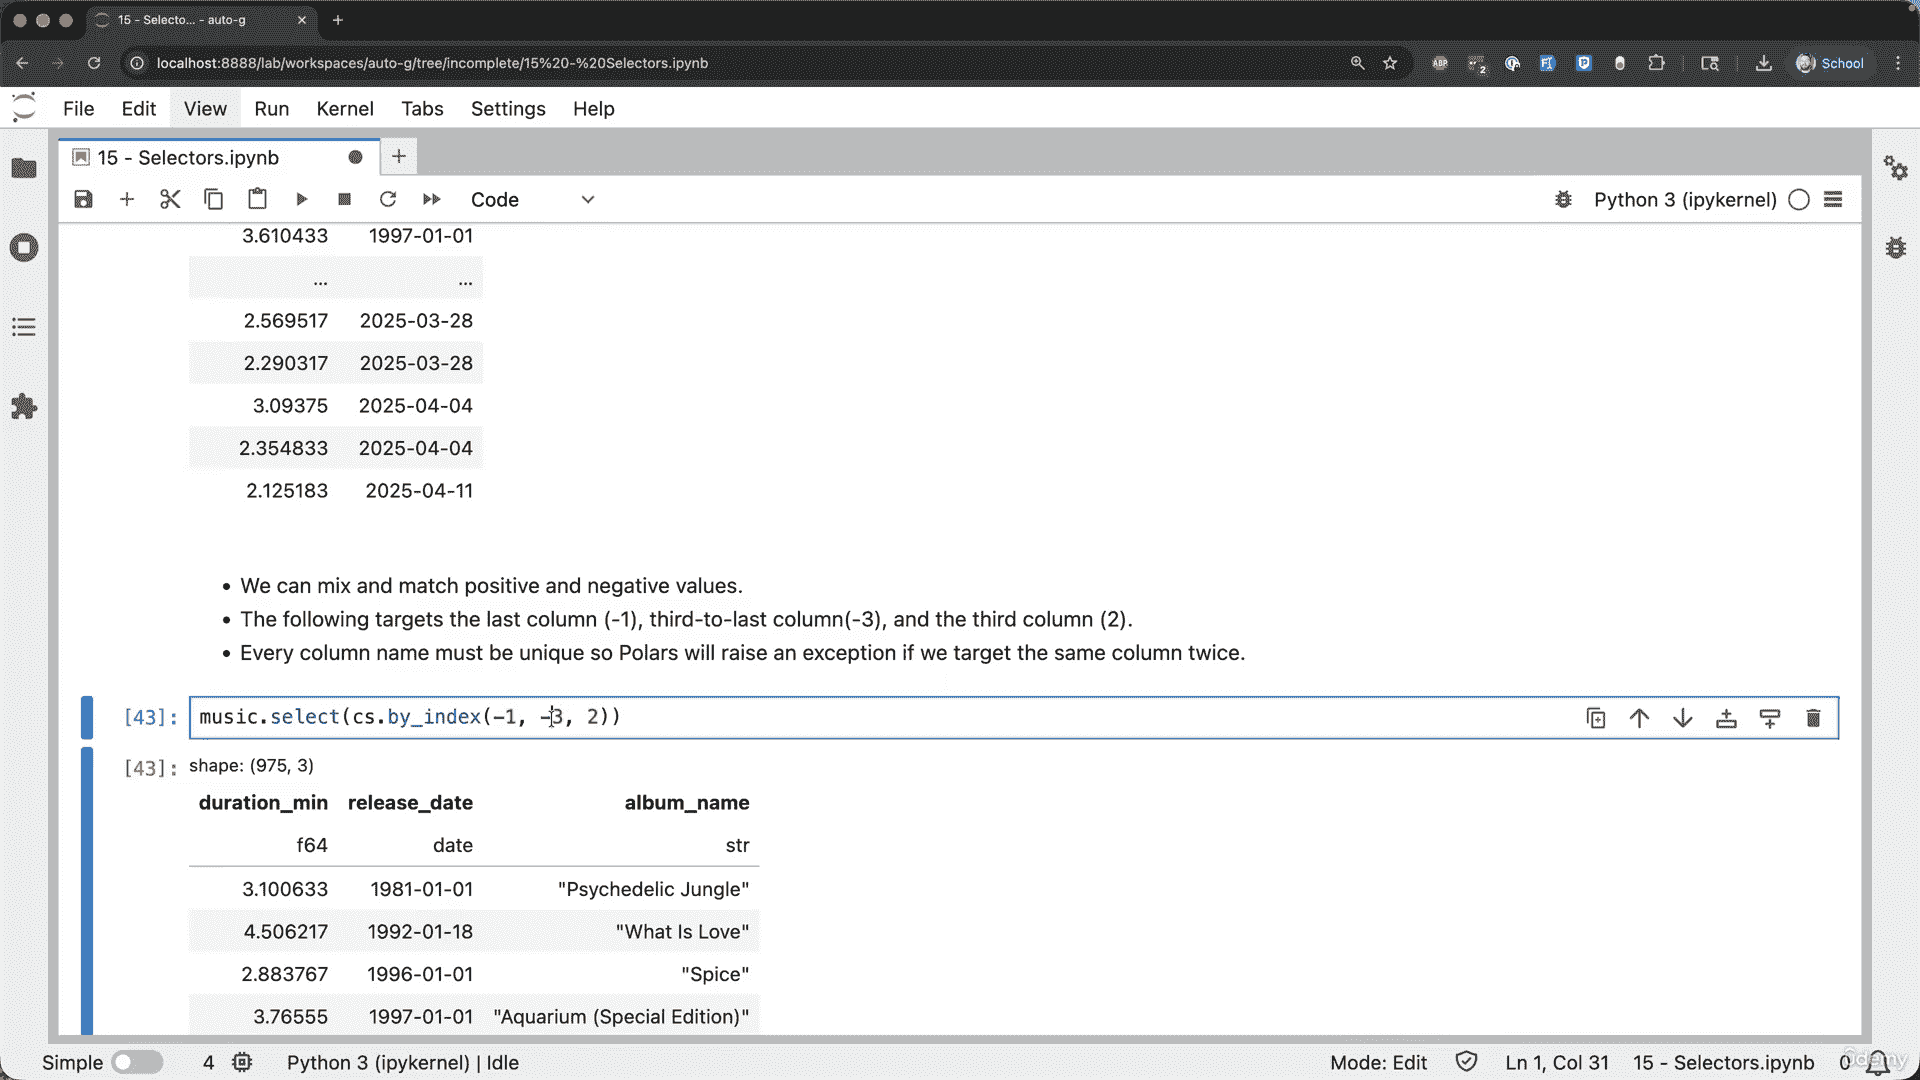 15 - Selecto... - auto-g
localhost:8888/lab/workspaces/auto-g/tree/incomplete/15%20-%20Selectors.ipynb
ABP
2
School
File Edit View Run Kernel Tabs Settings Help
15 - Selectors.ipynb
Code
Python 3 (ipykernel)
3.610433 1997-01-01
... ...
2.569517 2025-03-28
2.290317 2025-03-28
3.09375 2025-04-04
2.354833 2025-04-04
2.125183 2025-04-11
• We can mix and match positive and negative values.
• The following targets the last column (-1), third-to-last column(-3), and the third column (2).
• Every column name must be unique so Polars will raise an exception if we target the same column twice.
[43]: music.select(cs.by_index(-1, -3, 2))
[43]: shape: (975, 3)
duration_min release_date album_name
f64 date str
3.100633 1981-01-01 "Psychedelic Jungle"
4.506217 1992-01-18 "What Is Love"
2.883767 1996-01-01 "Spice"
3.76555 1997-01-01 "Aquarium (Special Edition)"
Simple 4 Python 3 (ipykernel) | Idle Mode: Edit Ln 1, Col 31 15 - Selectors.ipynb 0
Udemy